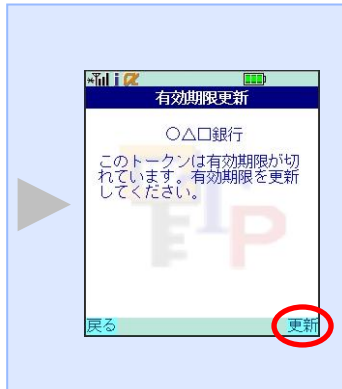 有効期限更新
○△□銀行
このトークンは有効期限が切
れています。有効期限を更新
してください。
戻る 更新